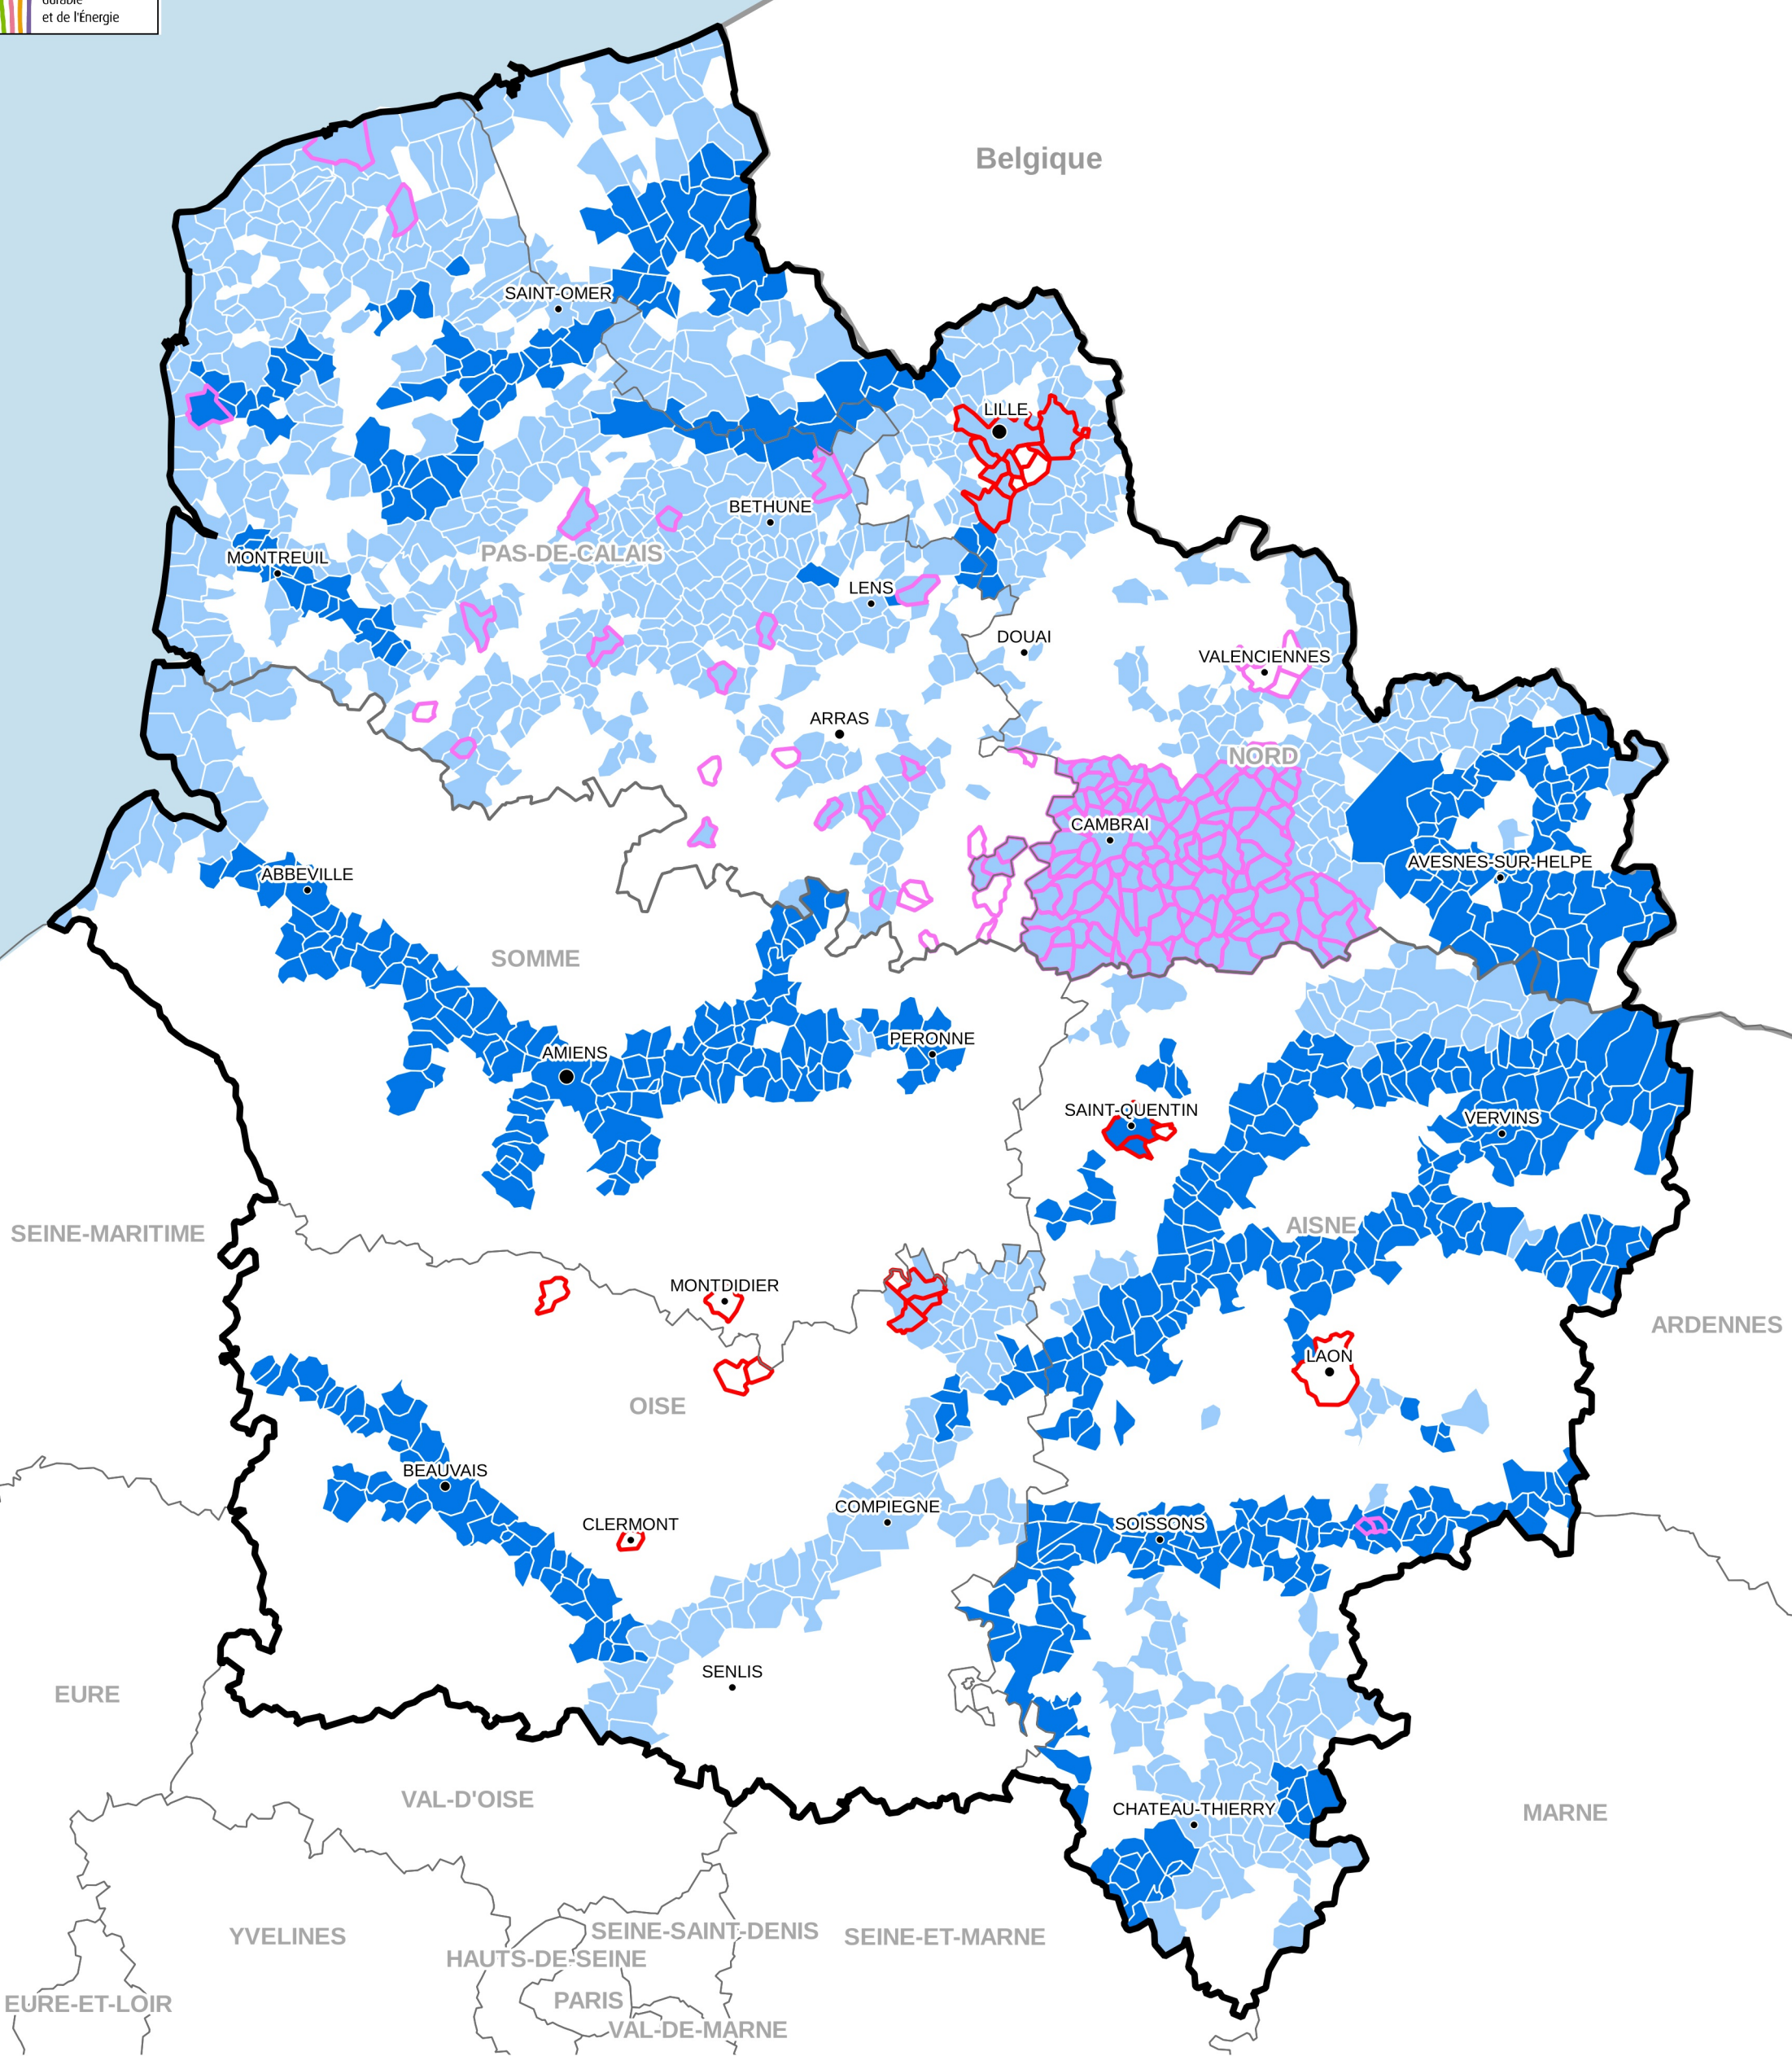 durable
et de l'Énergie
Belgique
SAINT-OMER
LILLE
BETHUNE
PAS-DE-CALAIS
MONTREUIL
LENS
DOUAI
VALENCIENNES
ARRAS
NORD
CAMBRAI
AVESNES-SUR-HELPE
ABBEVILLE
SOMME
PERONNE
AMIENS
SAINT-QUENTIN
VERVINS
AISNE
SEINE-MARITIME
MONTDIDIER
ARDENNES
LAON
OISE
BEAUVAIS
COMPIEGNE
CLERMONT
SOISSONS
SENLIS
EURE
VAL-D'OISE
CHATEAU-THIERRY
MARNE
SEINE-SAINT-DENIS
YVELINES
SEINE-ET-MARNE
HAUTS-DE-SEINE
PARIS
EURE-ET-LOIR
VAL-DE-MARNE